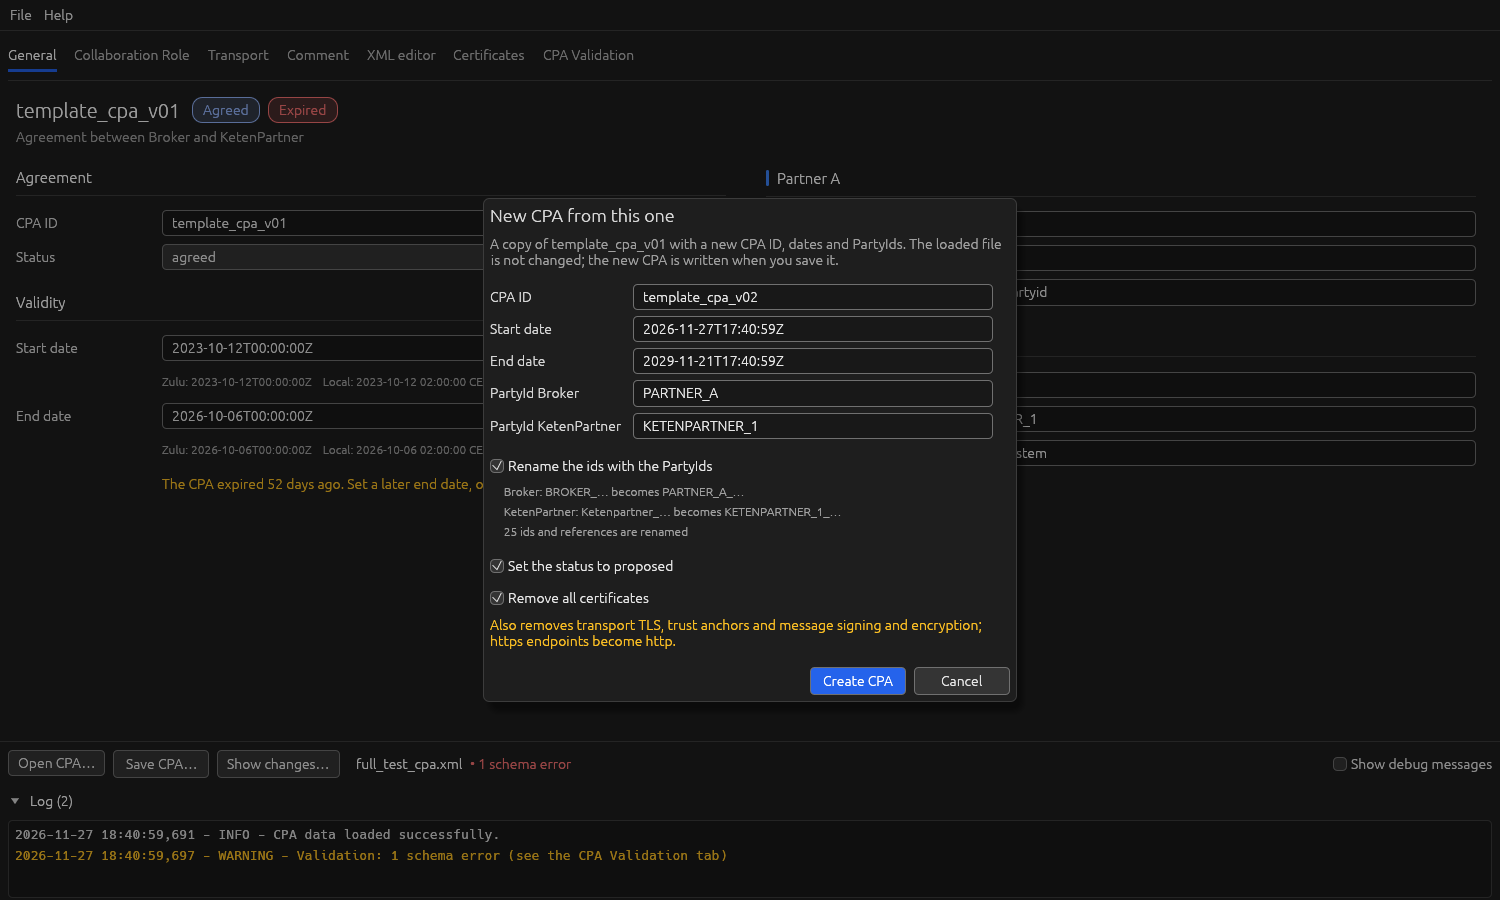 File Help
General Collaboration Role Transport Comment XML editor Certificates CPA Validation
template_cpa_v01 Agreed Expired
Agreement between Broker and KetenPartner
Agreement
CPA ID template_cpa_v01
Status agreed
Validity
Start date 2023-10-12T00:00:00Z
Zulu: 2023-10-12T00:00:00Z Local: 2023-10-12 02:00:00 CE
End date 2026-10-06T00:00:00Z
Zulu: 2026-10-06T00:00:00Z Local: 2026-10-06 02:00:00 CE
The CPA expired 52 days ago. Set a later end date, o
Partner A
rtyid
R_1
stem
New CPA from this one
A copy of template_cpa_v01 with a new CPA ID, dates and PartyIds. The loaded file
is not changed; the new CPA is written when you save it.
CPA ID template_cpa_v02
Start date 2026-11-27T17:40:59Z
End date 2029-11-21T17:40:59Z
PartyId Broker PARTNER_A
PartyId KetenPartner KETENPARTNER_1
Rename the ids with the PartyIds
Broker: BROKER_… becomes PARTNER_A_…
KetenPartner: Ketenpartner_… becomes KETENPARTNER_1_…
25 ids and references are renamed
Set the status to proposed
Remove all certificates
Also removes transport TLS, trust anchors and message signing and encryption;
https endpoints become http.
Create CPA Cancel
Open CPA… Save CPA… Show changes… full_test_cpa.xml • 1 schema error Show debug messages
Log (2)
2026-11-27 18:40:59,691 - INFO - CPA data loaded successfully.
2026-11-27 18:40:59,697 - WARNING - Validation: 1 schema error (see the CPA Validation tab)